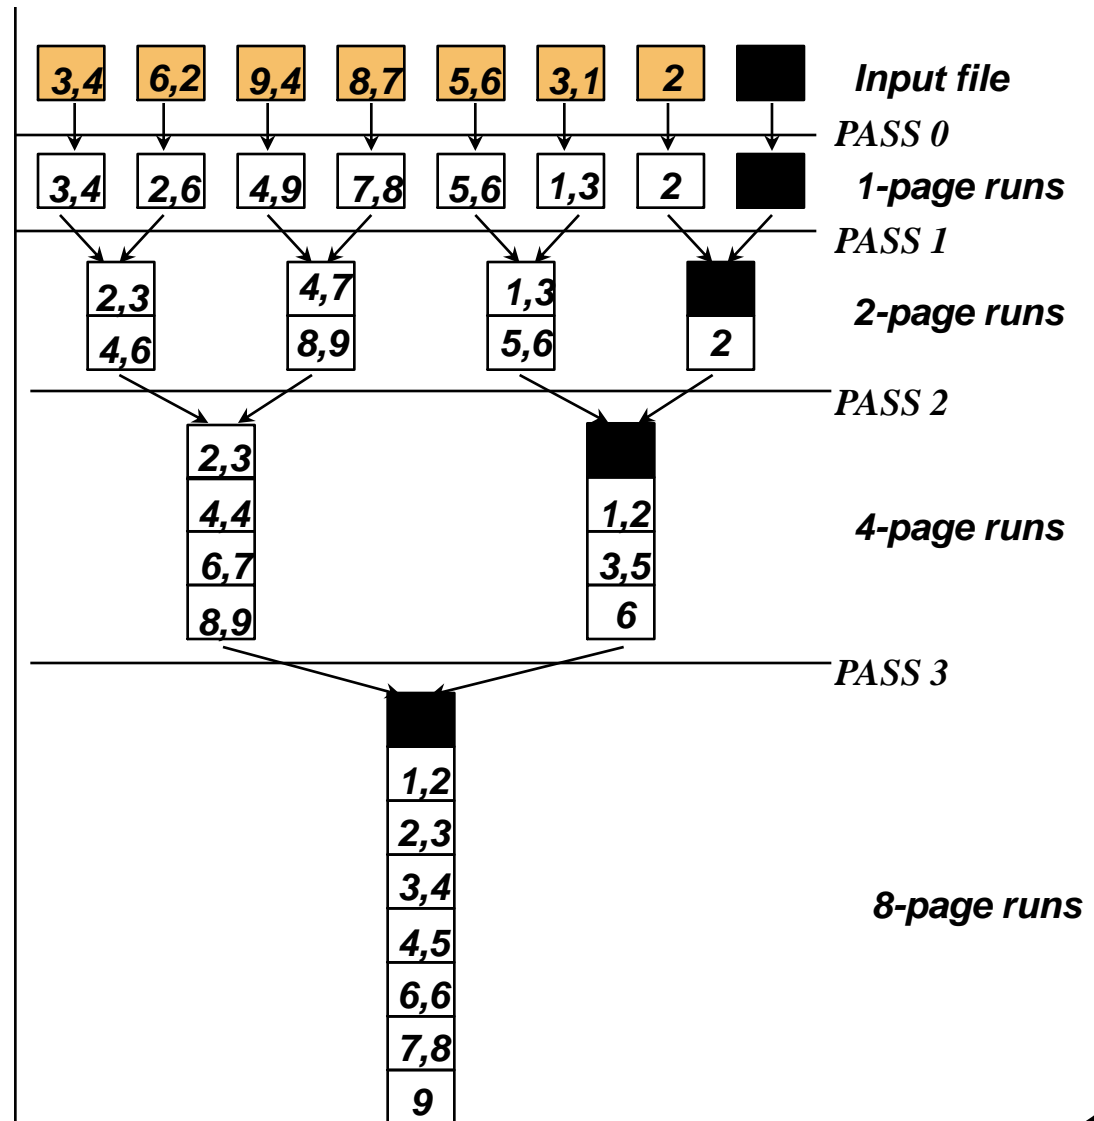 3,4 6,2 9,4 8,7 5,6 3,1 2 Input file
PASS 0
3,4 2,6 4,9 7,8 5,6 1,3 2 1-page runs
PASS 1
2,3 4,7 1,3
2-page runs
4,6 8,9 5,6 2
PASS 2
2,3
4,4 1,2
4-page runs
6,7 3,5
8,9 6
PASS 3
1,2
2,3
3,4
8-page runs
4,5
6,6
7,8
9